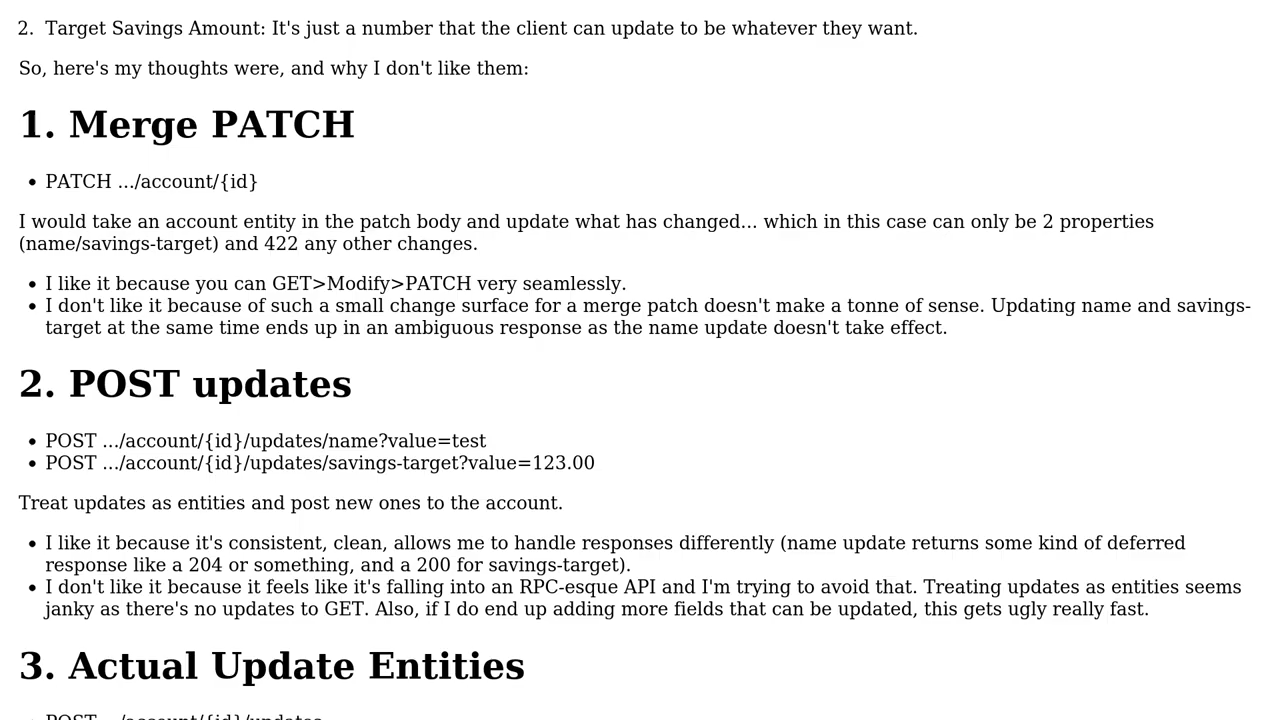 2. Target Savings Amount: It's just a number that the client can update to be whatever they want.
So, here's my thoughts were, and why I don't like them:
1. Merge PATCH
• PATCH .../account/{id}
I would take an account entity in the patch body and update what has changed... which in this case can only be 2 properties
(name/savings-target) and 422 any other changes.
• I like it because you can GET>Modify>PATCH very seamlessly.
• I don't like it because of such a small change surface for a merge patch doesn't make a tonne of sense. Updating name and savings-
target at the same time ends up in an ambiguous response as the name update doesn't take effect.
2. POST updates
• POST .../account/{id}/updates/name?value=test
• POST .../account/{id}/updates/savings-target?value=123.00
Treat updates as entities and post new ones to the account.
• I like it because it's consistent, clean, allows me to handle responses differently (name update returns some kind of deferred
response like a 204 or something, and a 200 for savings-target).
• I don't like it because it feels like it's falling into an RPC-esque API and I'm trying to avoid that. Treating updates as entities seems
janky as there's no updates to GET. Also, if I do end up adding more fields that can be updated, this gets ugly really fast.
3. Actual Update Entities
• POST .../account/{id}/updates